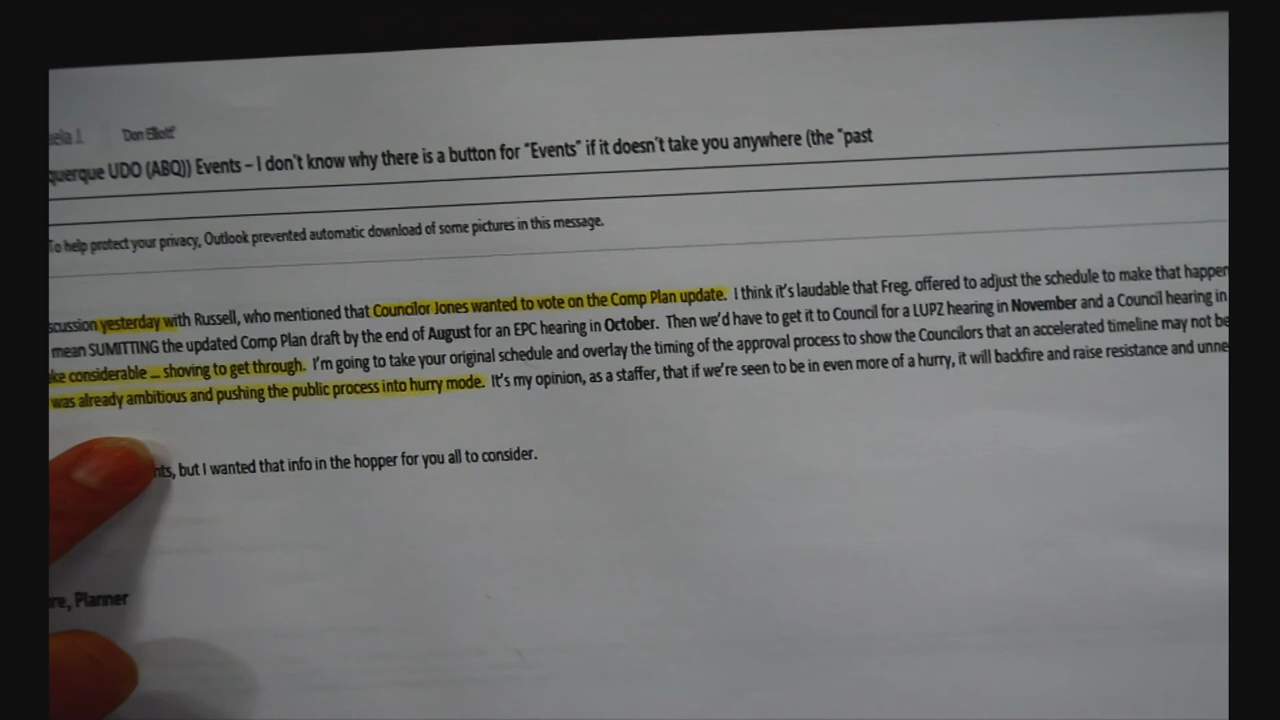 'Don Elliott'
UDO (ABQ)) Events – I don't know why there is a button for "Events" if it doesn't take you anywhere (the "past
To help protect your privacy, Outlook prevented automatic download of some pictures in this message.
yesterday with Russell, who mentioned that Councilor Jones wanted to vote on the Comp Plan update. I think it's laudable that Freg. offered to adjust the schedule to make that happen
mean SUMITTING the updated Comp Plan draft by the end of August for an EPC hearing in October. Then we'd have to get it to Council for a LUPZ hearing in November and a Council hearing in
considerable ... shoving to get through. I'm going to take your original schedule and overlay the timing of the approval process to show the Councilors that an accelerated timeline may not be
was already ambitious and pushing the public process into hurry mode. It's my opinion, as a staffer, that if we're seen to be in even more of a hurry, it will backfire and raise resistance and
but I wanted that info in the hopper for you all to consider.
Planner